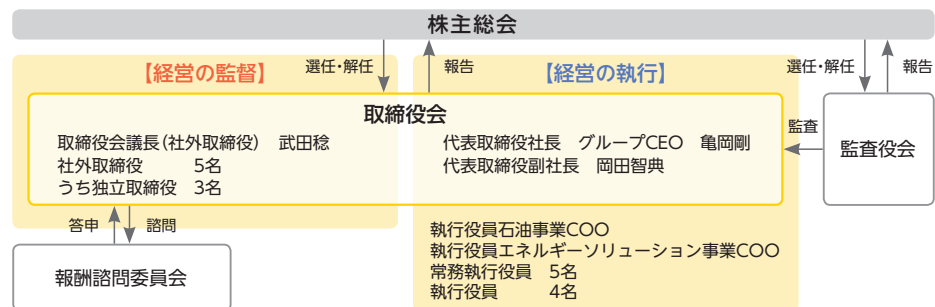 株主総会
【経営の監督】
選任・解任
報告
【経営の執行】
選任・解任
報告
取締役会
取締役会議長(社外取締役) 武田稔
社外取締役 5名
うち独立取締役 3名
代表取締役社長 グループCEO 亀岡剛
代表取締役副社長 岡田智典
監査
監査役会
答申
諮問
報酬諮問委員会
執行役員石油事業COO
執行役員エネルギーソリューション事業COO
常務執行役員 5名
執行役員 4名